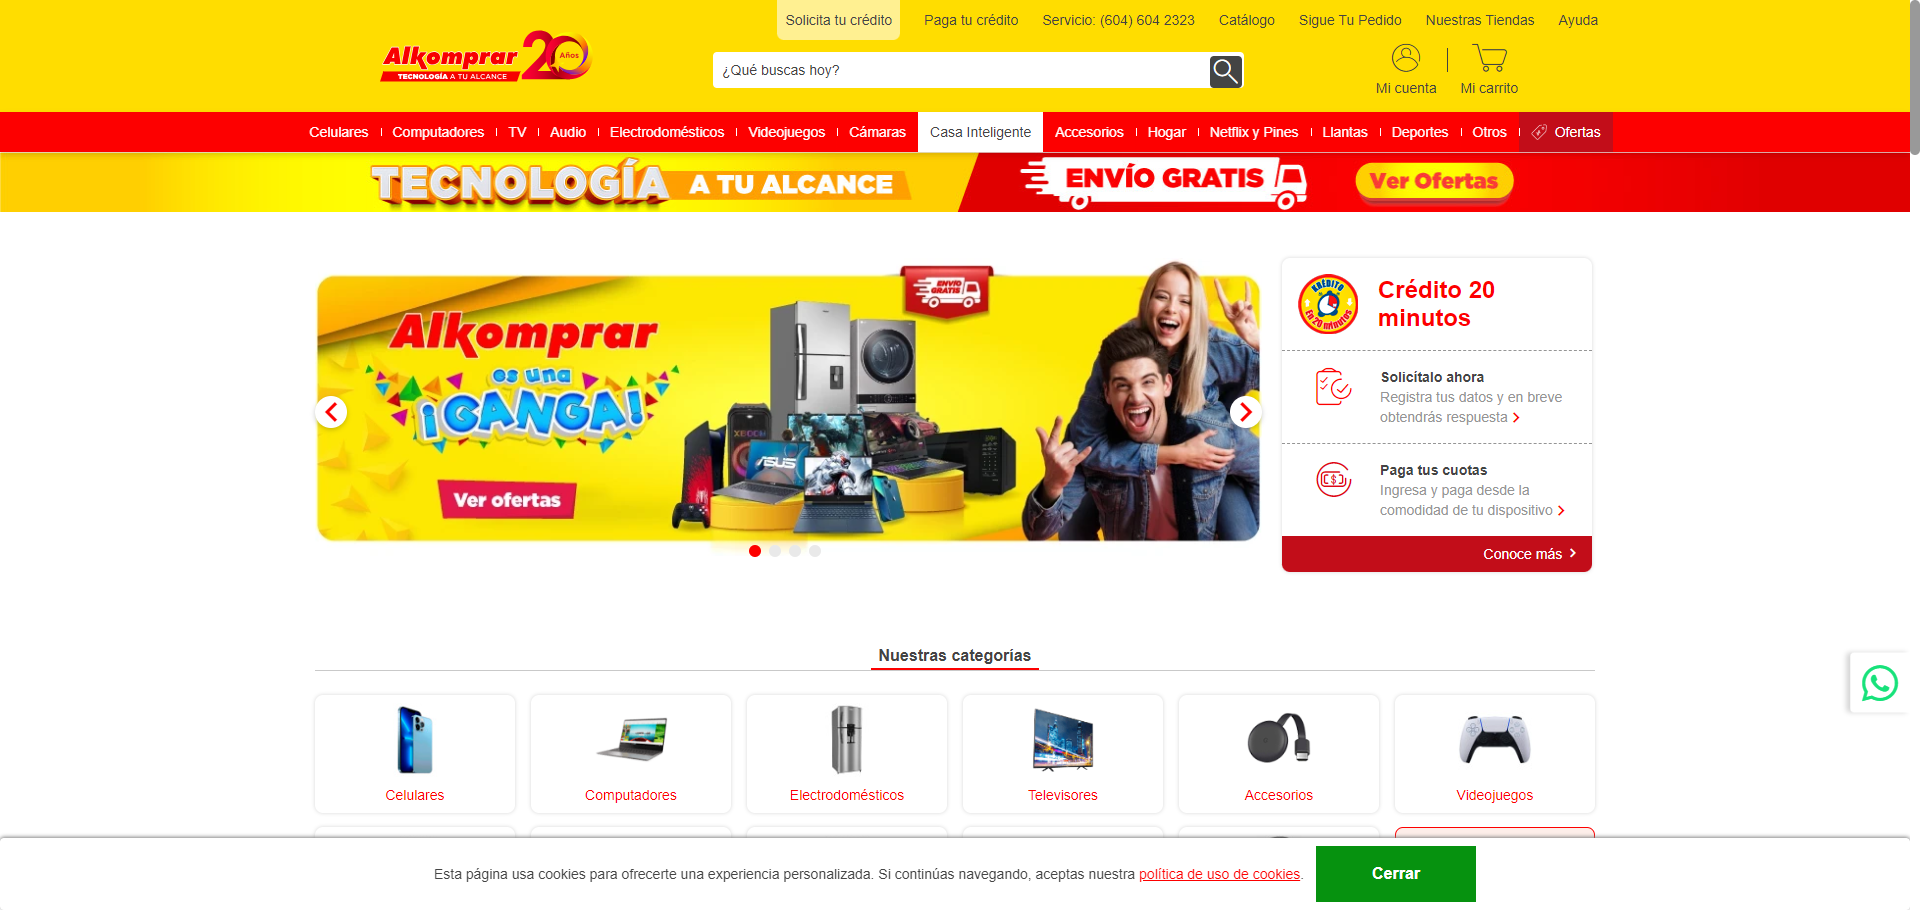 Solicita tu crédito
Paga tu crédito
Servicio: (604) 604 2323
Catálogo
Sigue Tu Pedido
Nuestras Tiendas
Ayuda
Alkomprar 20 Años
TECNOLOGÍA A TU ALCANCE
¿Qué buscas hoy?
Mi cuenta
Mi carrito
Celulares
Computadores
TV
Audio
Electrodomésticos
Videojuegos
Cámaras
Casa Inteligente
Accesorios
Hogar
Netflix y Pines
Llantas
Deportes
Otros
Ofertas
TECNOLOGÍA A TU ALCANCE
ENVÍO GRATIS
Ver Ofertas
ENVÍO
GRATIS
Alkomprar
es una
¡GANGA!
Ver ofertas
XBOOM
ASUS
KRÉDITO
En 20 minutos
Crédito 20
minutos
Solicítalo ahora
Registra tus datos y en breve
obtendrás respuesta
Paga tus cuotas
Ingresa y paga desde la
comodidad de tu dispositivo
Conoce más
Nuestras categorías
Celulares
Computadores
Electrodomésticos
Televisores
Accesorios
Videojuegos
Esta página usa cookies para ofrecerte una experiencia personalizada. Si continúas navegando, aceptas nuestra política de uso de cookies.
Cerrar